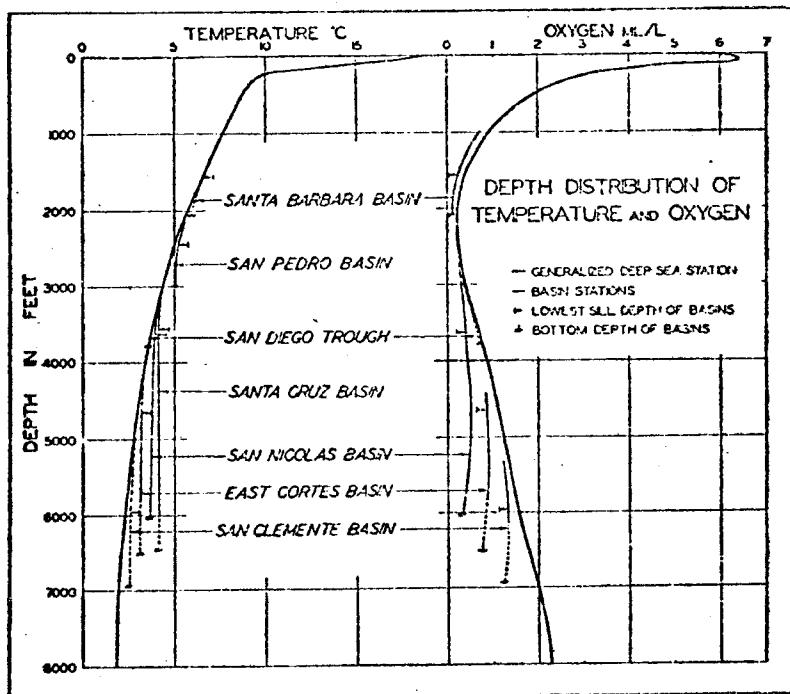 TEMPERATURE °C
OXYGEN ML/L
0 5 10 15
0 1 2 3 4 5 6 7
0
1000
2000
3000
4000
5000
6000
7000
8000
DEPTH IN FEET
SANTA BARBARA BASIN
SAN PEDRO BASIN
SAN DIEGO TROUGH
SANTA CRUZ BASIN
SAN NICOLAS BASIN
EAST CORTES BASIN
SAN CLEMENTE BASIN
DEPTH DISTRIBUTION OF
TEMPERATURE AND OXYGEN
GENERALIZED DEEP SEA STATION
BASIN STATIONS
LOWEST SILL DEPTH OF BASINS
BOTTOM DEPTH OF BASINS